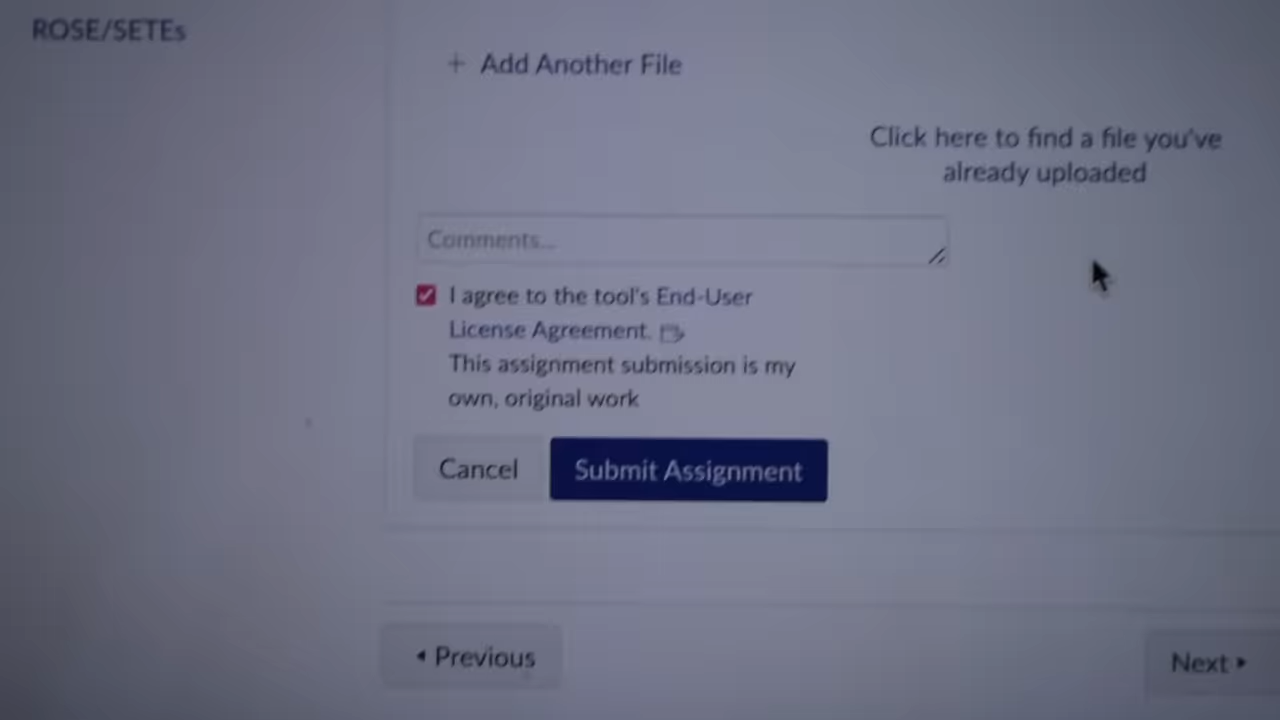 ROSE/SETEs
+ Add Another File
Click here to find a file you've
already uploaded
Comments...
I agree to the tool's End-User
License Agreement.
This assignment submission is my
own, original work
Cancel
Submit Assignment
Previous
Next